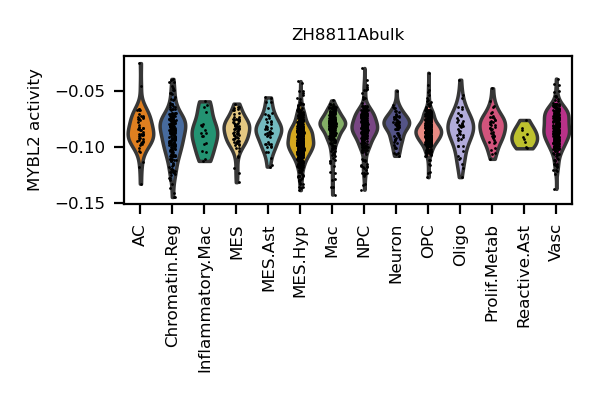 ZH8811Abulk
MYBL2 activity
−0.05
−0.10
−0.15
AC
Chromatin.Reg
Inflammatory.Mac
MES
MES.Ast
MES.Hyp
Mac
NPC
Neuron
OPC
Oligo
Prolif.Metab
Reactive.Ast
Vasc